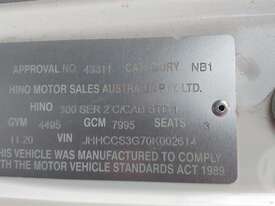 APPROVAL NO. 43311 CATEGORY NB1
HINO MOTOR SALES AUSTRALIA PTY. LTD.
HINO 300 SER 2 C/CAB
GVM 4495 GCM 7995 SEATS 3
11.20 VIN JHHCCS3G70K002614
THIS VEHICLE WAS MANUFACTURED TO COMPLY
WITH THE MOTOR VEHICLE STANDARDS ACT 1989